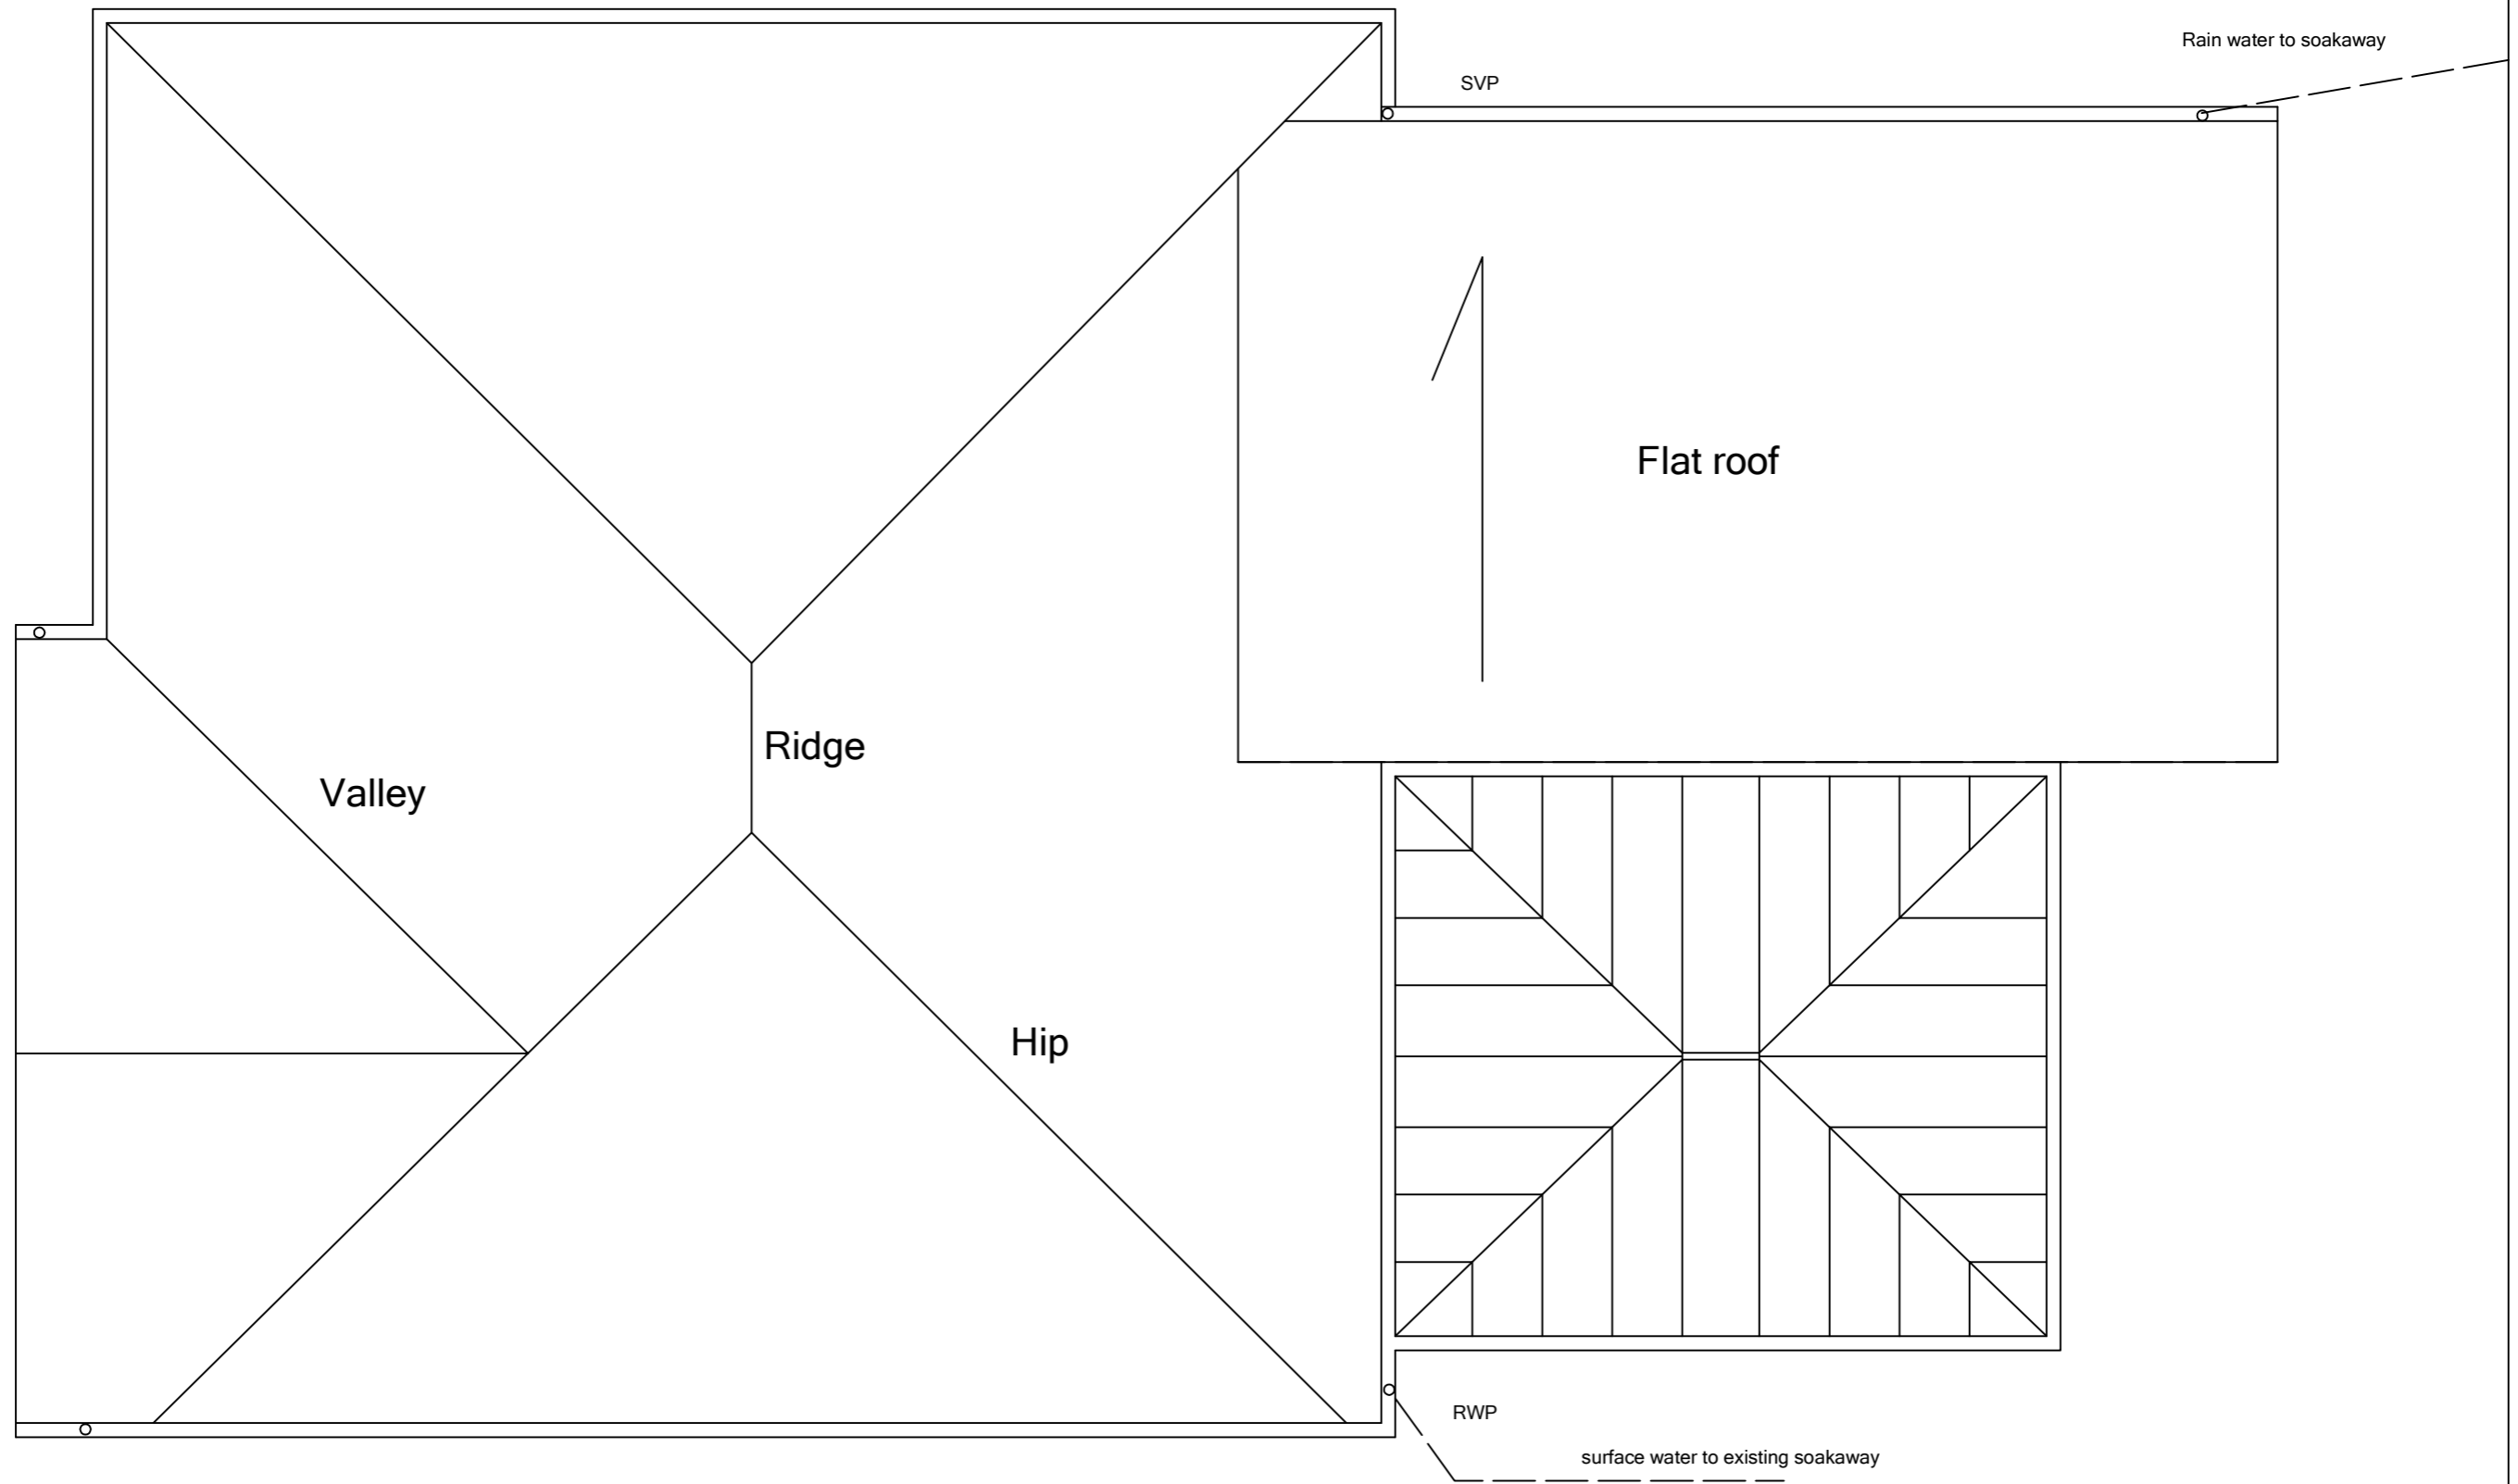 Rain water to soakaway
SVP
Flat roof
Ridge
Valley
Hip
RWP
surface water to existing soakaway